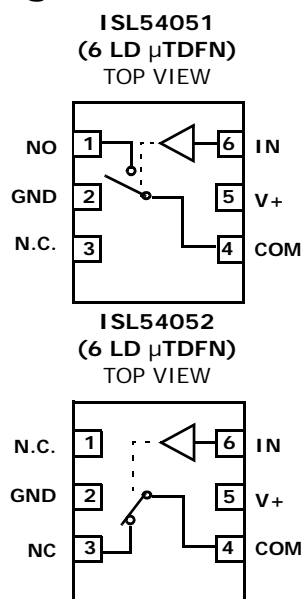 ISL54051
(6 LD µTDFN)
TOP VIEW
NO 1 6 IN
GND 2 5 V+
N.C. 3 4 COM
ISL54052
(6 LD µTDFN)
TOP VIEW
N.C. 1 6 IN
GND 2 5 V+
NC 3 4 COM